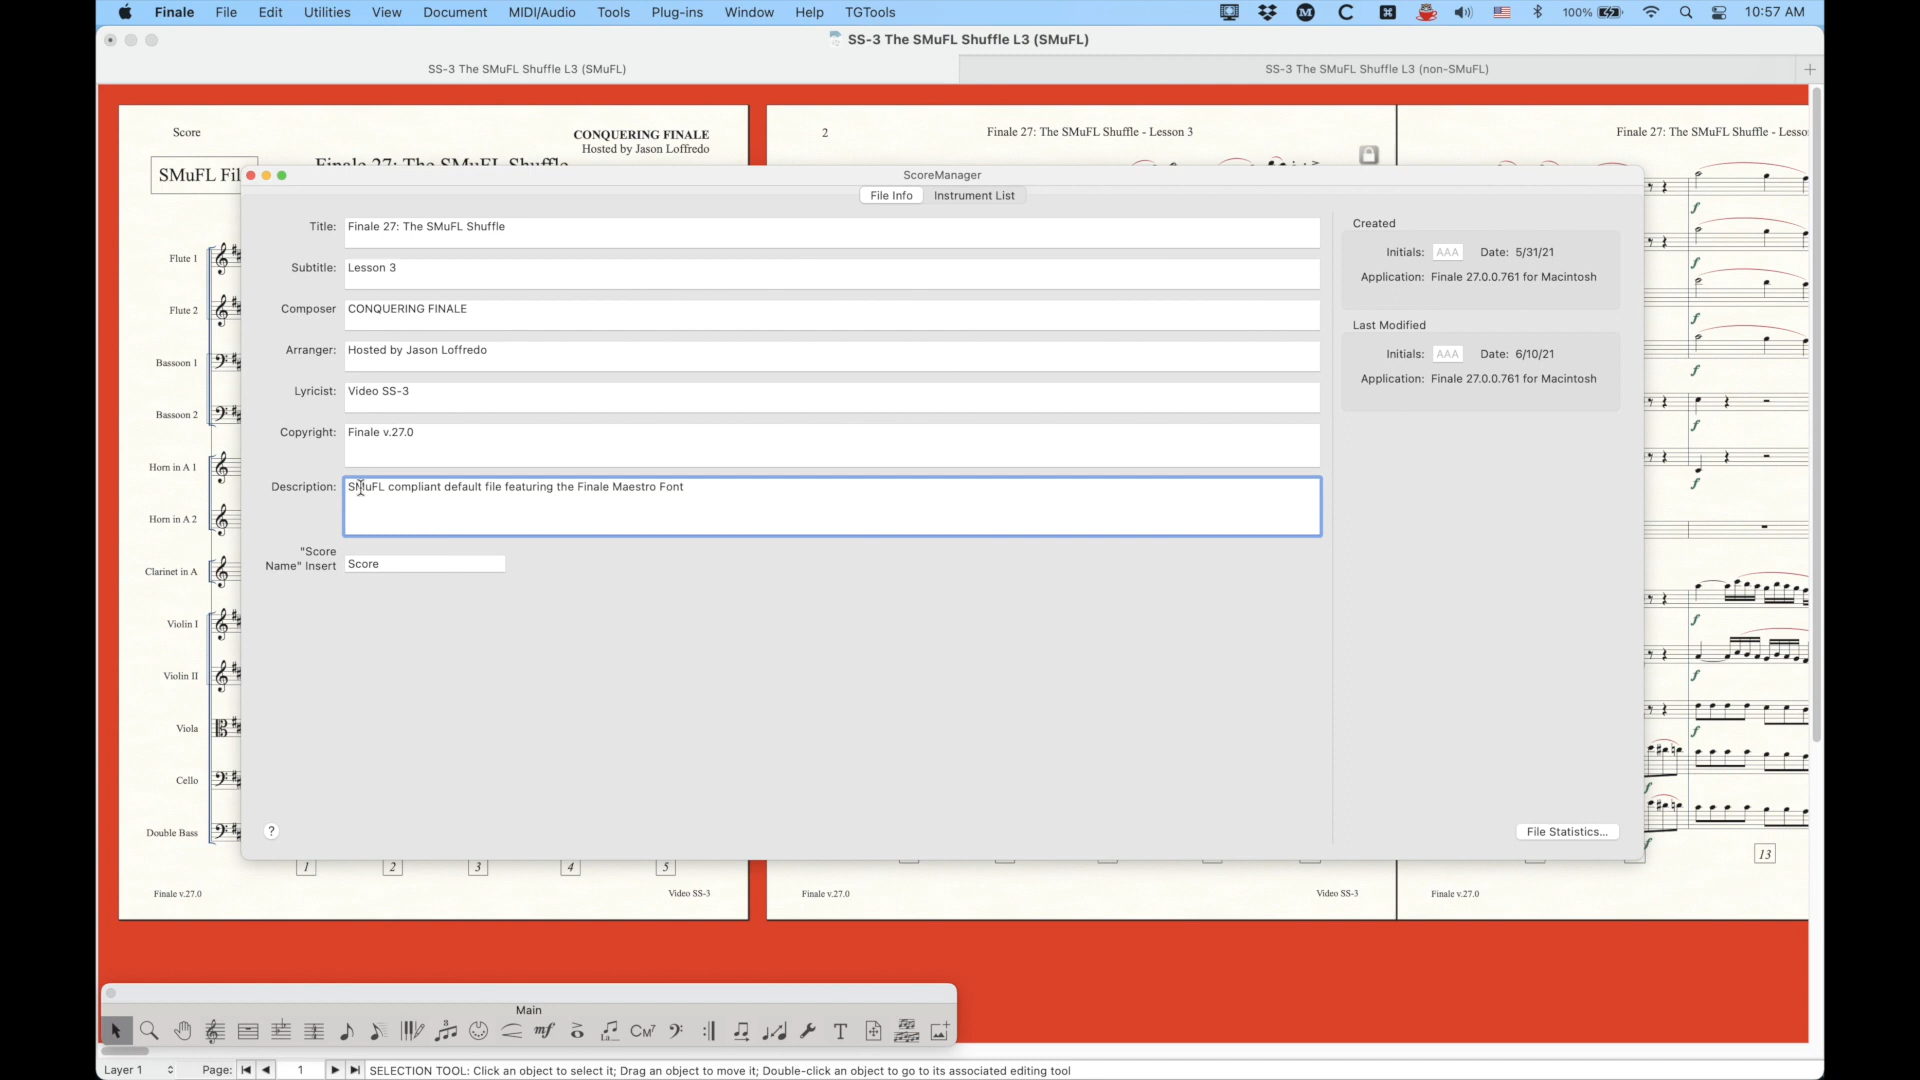 Finale File Edit Utilities View Document MIDI/Audio Tools Plug-ins Window Help TGTools 100% 10:57 AM
SS-3 The SMuFL Shuffle L3 (SMuFL)
SS-3 The SMuFL Shuffle L3 (SMuFL)
SS-3 The SMuFL Shuffle L3 (non-SMuFL)
Score
CONQUERING FINALE
Hosted by Jason Loffredo
2
Finale 27: The SMuFL Shuffle - Lesson 3
Finale 27: The SMuFL Shuffle - Lesso
Finale 27: The SMuFL Shuffle
SMuFL Fil
Flute 1
Flute 2
Bassoon 1
Bassoon 2
Horn in A 1
Horn in A 2
Clarinet in A
Violin I
Violin II
Viola
Cello
Double Bass
ScoreManager
File Info Instrument List
Title: Finale 27: The SMuFL Shuffle
Subtitle: Lesson 3
Composer CONQUERING FINALE
Arranger: Hosted by Jason Loffredo
Lyricist: Video SS-3
Copyright: Finale v.27.0
Description: SMuFL compliant default file featuring the Finale Maestro Font
"Score
Name" Insert Score
Created
Initials: AAA Date: 5/31/21
Application: Finale 27.0.0.761 for Macintosh
Last Modified
Initials: AAA Date: 6/10/21
Application: Finale 27.0.0.761 for Macintosh
?
File Statistics...
1 2 3 4 5 13
Finale v.27.0
Video SS-3
Finale v.27.0
Video SS-3
Finale v.27.0
Main
mf CM7
Layer 1 Page: 1 SELECTION TOOL: Click an object to select it; Drag an object to move it; Double-click an object to go to its associated editing tool